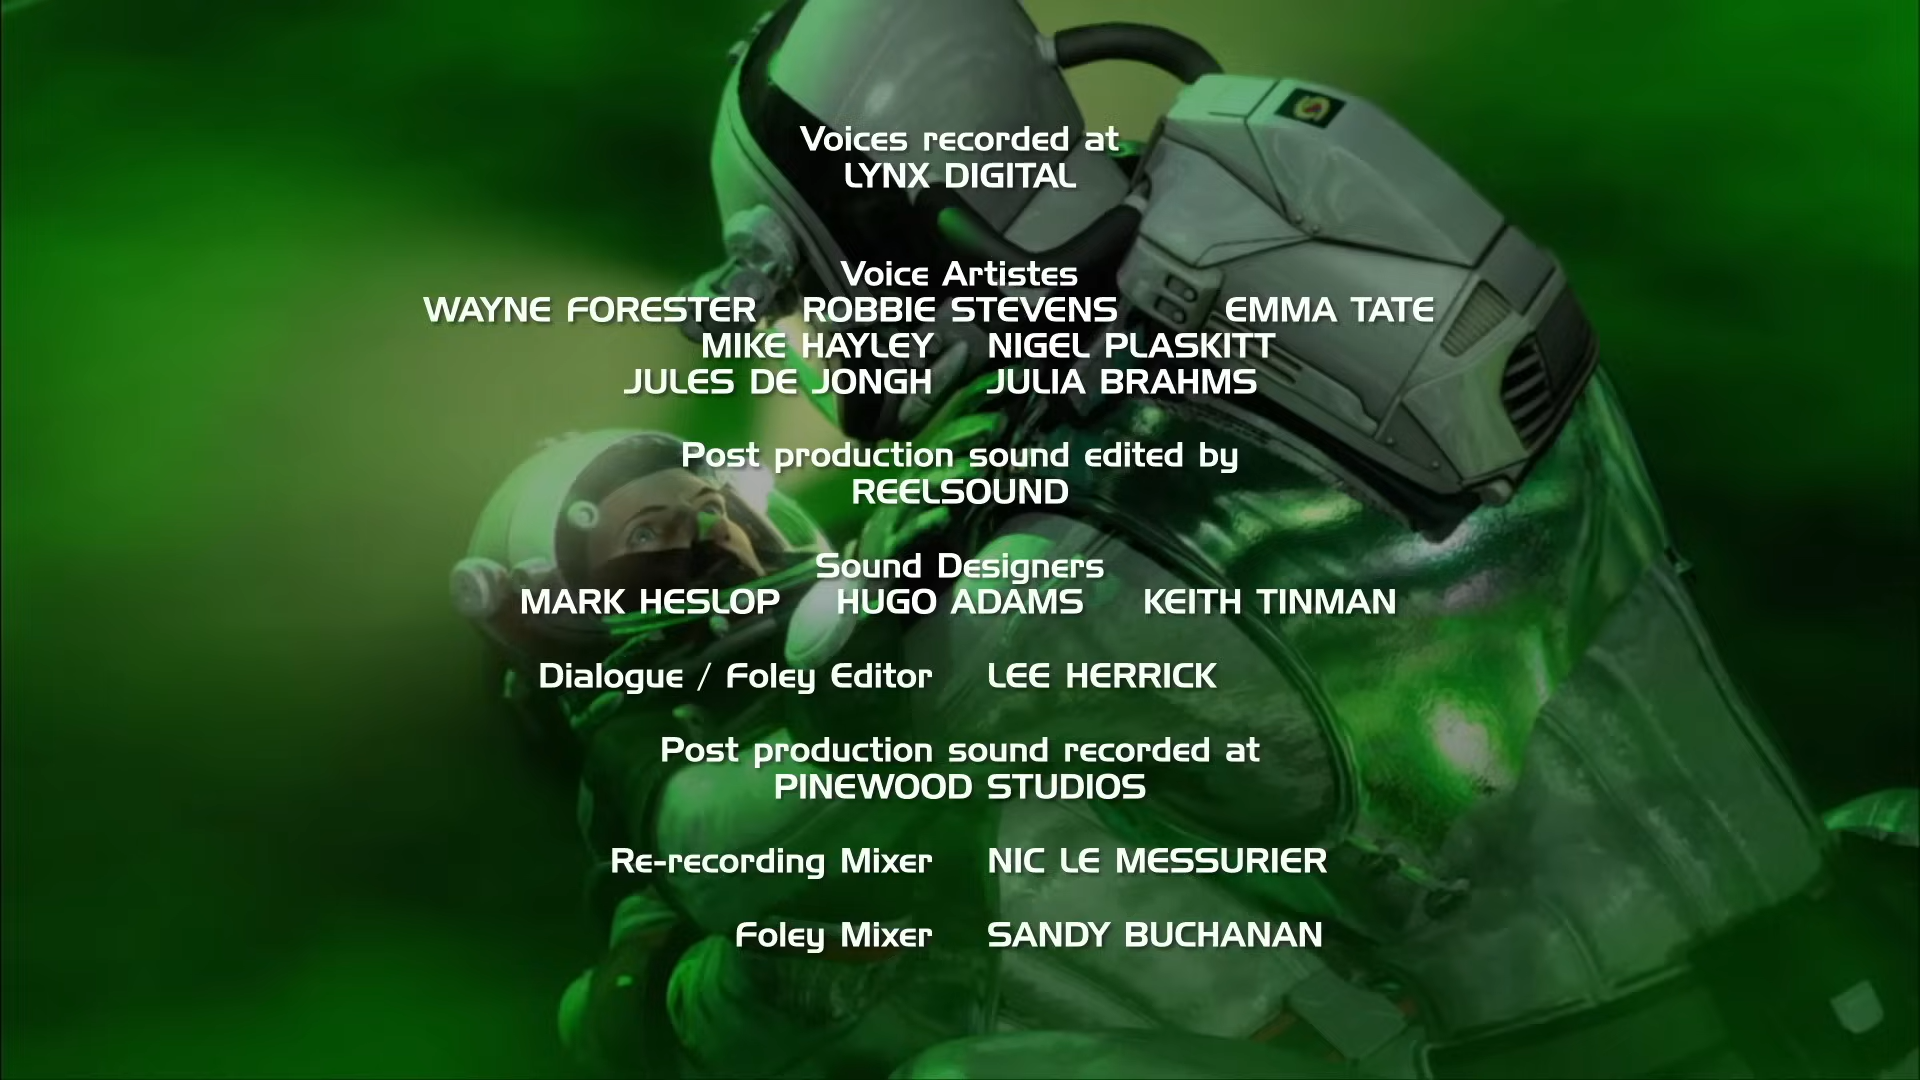 Voices recorded at
LYNX DIGITAL
Voice Artistes
WAYNE FORESTER ROBBIE STEVENS EMMA TATE
MIKE HAYLEY NIGEL PLASKITT
JULES DE JONGH JULIA BRAHMS
Post production sound edited by
REELSOUND
Sound Designers
MARK HESLOP HUGO ADAMS KEITH TINMAN
Dialogue / Foley Editor LEE HERRICK
Post production sound recorded at
PINEWOOD STUDIOS
Re-recording Mixer NIC LE MESSURIER
Foley Mixer SANDY BUCHANAN